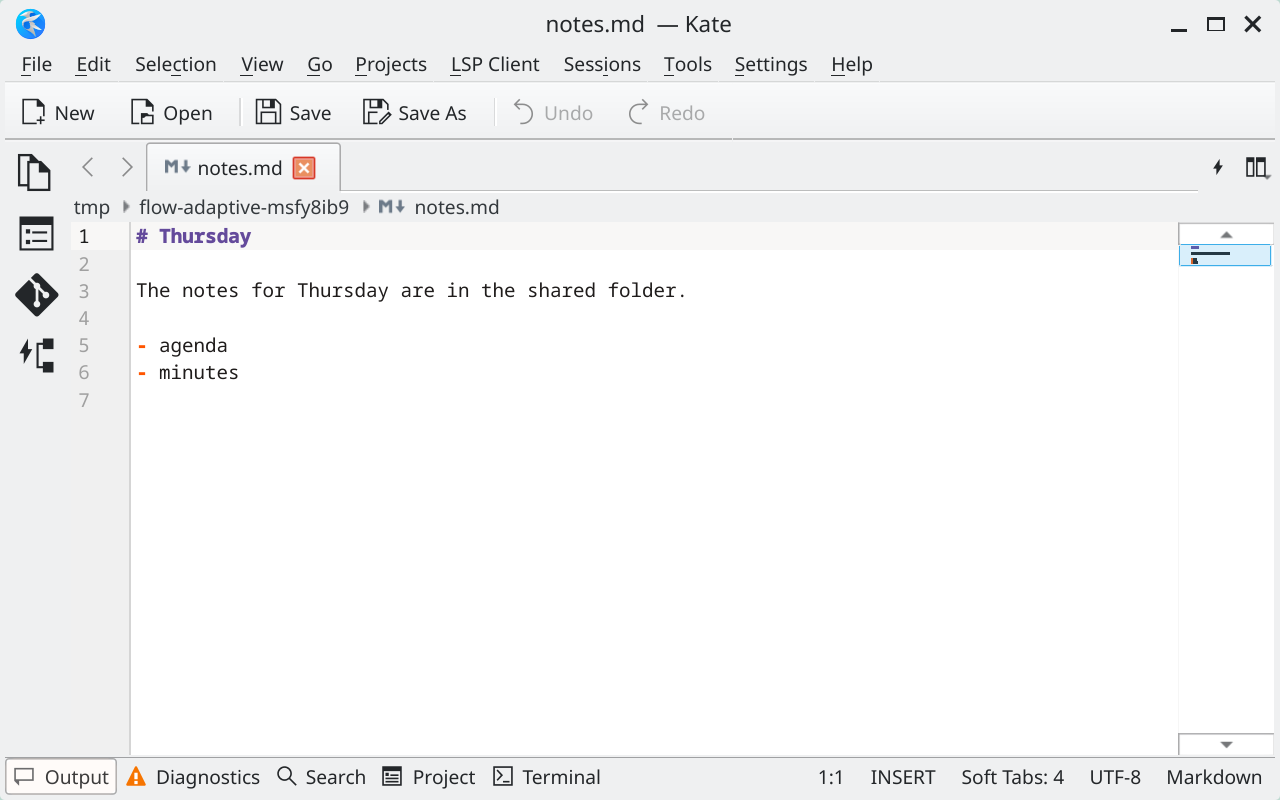 notes.md — Kate
File Edit Selection View Go Projects LSP Client Sessions Tools Settings Help
New Open Save Save As Undo Redo
notes.md
tmp flow-adaptive-msfy8ib9 notes.md
1 # Thursday
2
3 The notes for Thursday are in the shared folder.
4
5 - agenda
6 - minutes
7
Output Diagnostics Search Project Terminal 1:1 INSERT Soft Tabs: 4 UTF-8 Markdown